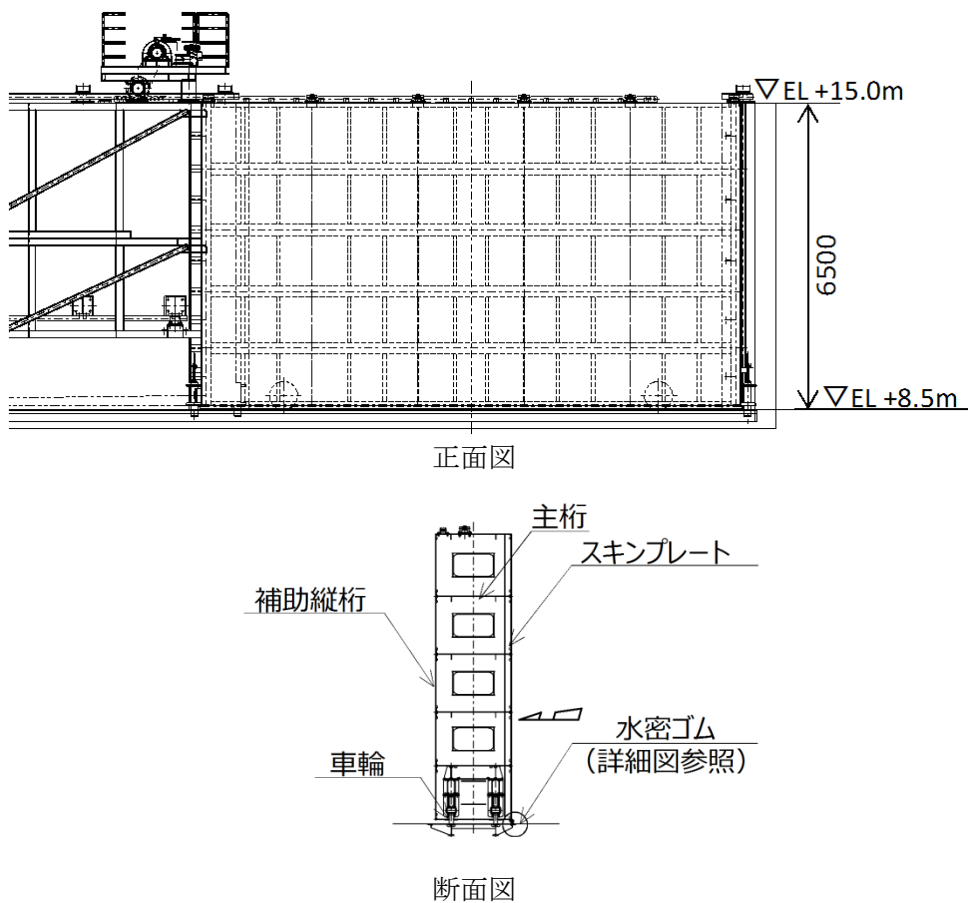 ▽EL +15.0m
6500
▽EL +8.5m
正面図
主桁
スキンプレート
補助縦桁
水密ゴム
(詳細図参照)
車輪
断面図